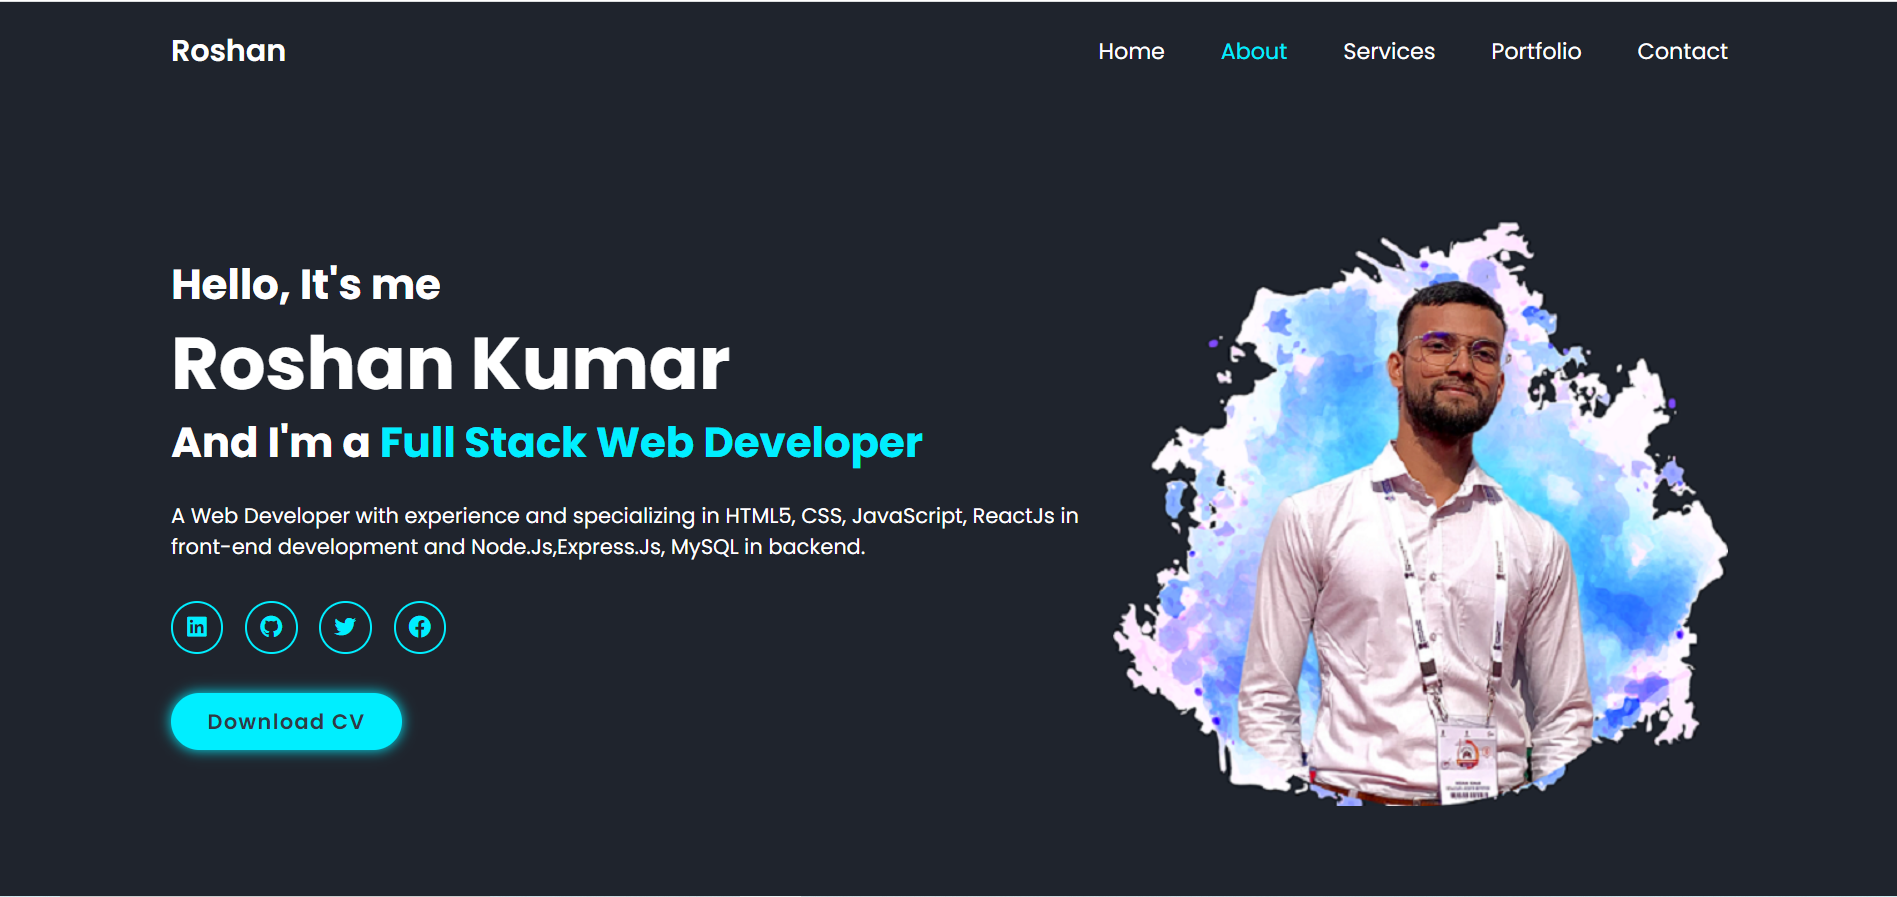 Roshan
Home About Services Portfolio Contact
Hello, It's me
Roshan Kumar
And I'm a Full Stack Web Developer
A Web Developer with experience and specializing in HTML5, CSS, JavaScript, ReactJs in
front-end development and Node.Js,Express.Js, MySQL in backend.
Download CV